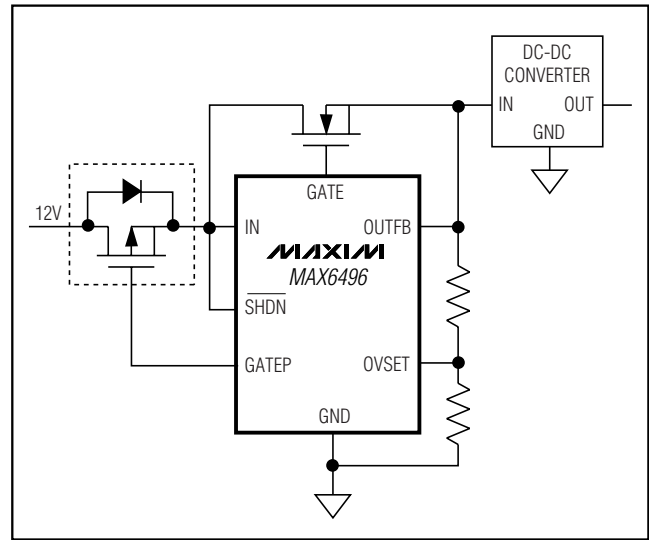 DC-DC
CONVERTER
IN OUT
GND
GATE
12V
IN OUTFB
MAXIM
MAX6496
SHDN
GATEP OVSET
GND